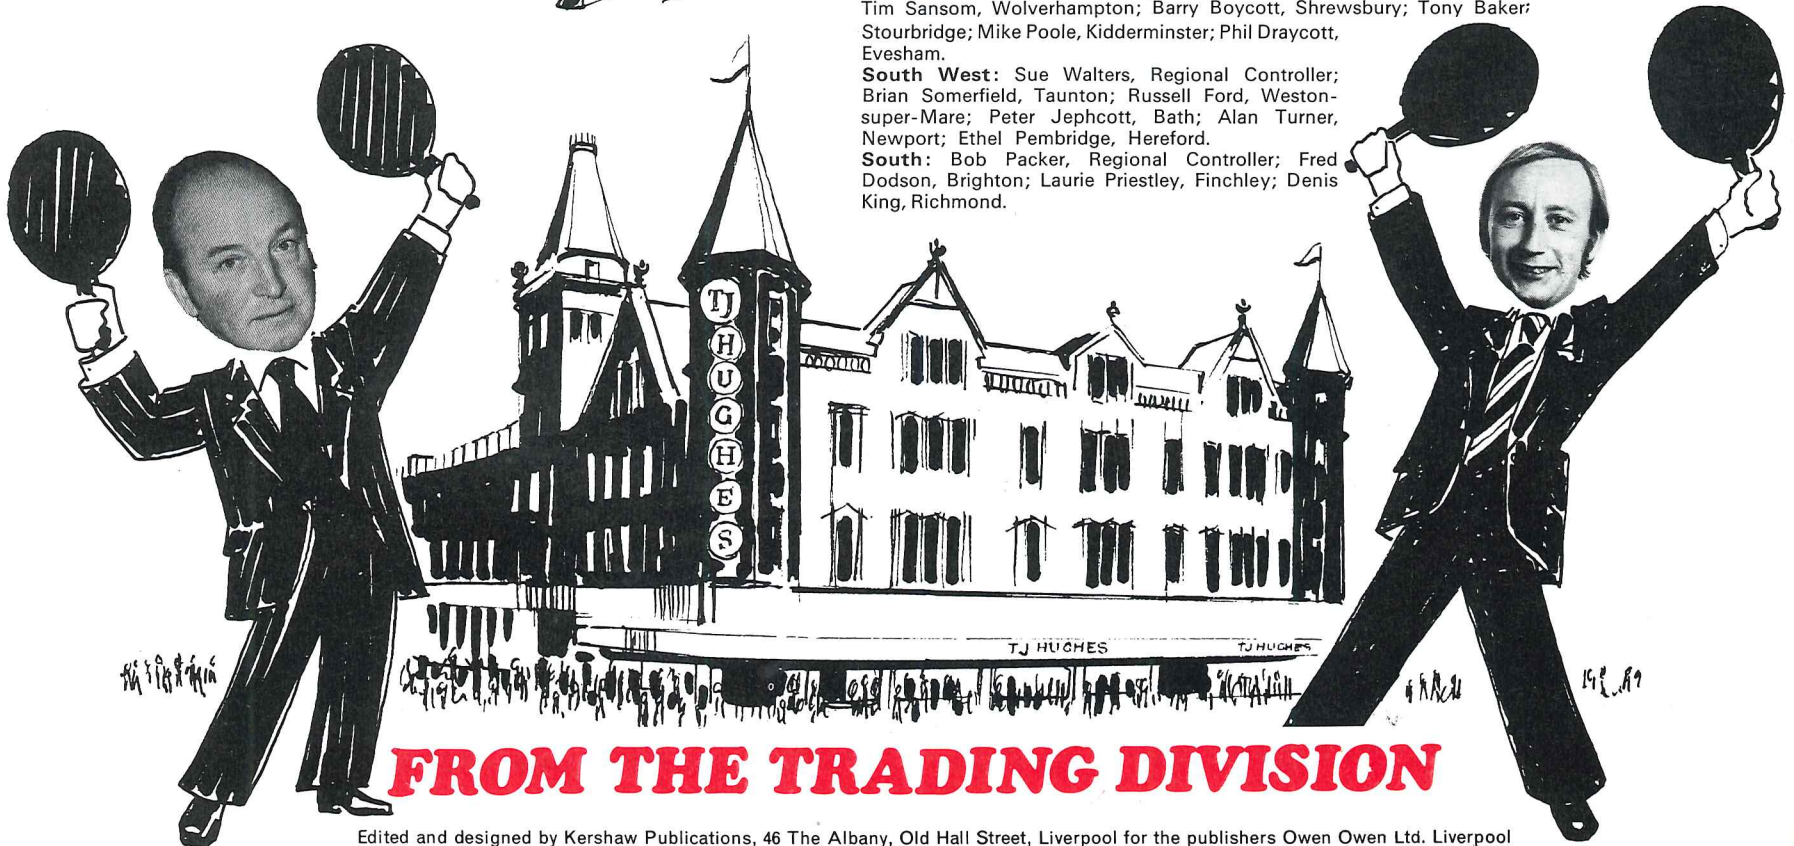 Tim Sansom, Wolverhampton; Barry Boycott, Shrewsbury; Tony Baker;
Stourbridge; Mike Poole, Kidderminster; Phil Draycott,
Evesham.
South West: Sue Walters, Regional Controller;
Brian Somerfield, Taunton; Russell Ford, Weston-
super-Mare; Peter Jephcott, Bath; Alan Turner,
Newport; Ethel Pembridge, Hereford.
South: Bob Packer, Regional Controller; Fred
Dodson, Brighton; Laurie Priestley, Finchley; Denis
King, Richmond.
TJ
H
U
G
H
E
S
TJ HUGHES
TJ HUGHES
FROM THE TRADING DIVISION
Edited and designed by Kershaw Publications, 46 The Albany, Old Hall Street, Liverpool for the publishers Owen Owen Ltd. Liverpool